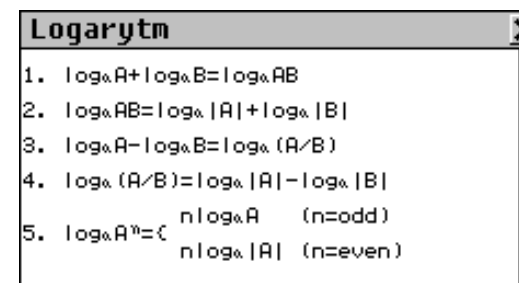 Logarytm
1. logₐA+logₐB=logₐAB
2. logₐAB=logₐ|A|+logₐ|B|
3. logₐA-logₐB=logₐ(A/B)
4. logₐ(A/B)=logₐ|A|-logₐ|B|
5. logₐAⁿ={ nlogₐA (n=odd)
nlogₐ|A| (n=even)